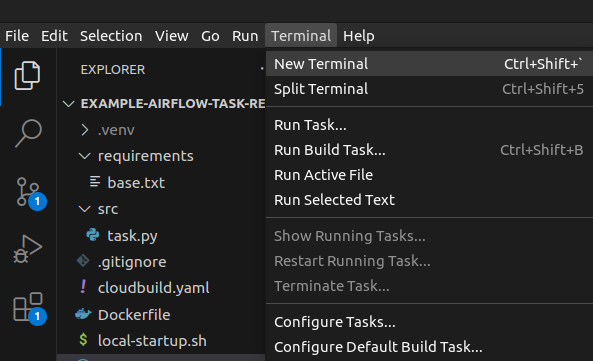 File Edit Selection View Go Run Terminal Help
EXPLORER
EXAMPLE-AIRFLOW-TASK-RE
.venv
requirements
base.txt
src
task.py
.gitignore
cloudbuild.yaml
Dockerfile
$ local-startup.sh
1
1
New Terminal Ctrl+Shift+`
Split Terminal Ctrl+Shift+5
Run Task...
Run Build Task... Ctrl+Shift+B
Run Active File
Run Selected Text
Show Running Tasks...
Restart Running Task...
Terminate Task...
Configure Tasks...
Configure Default Build Task...